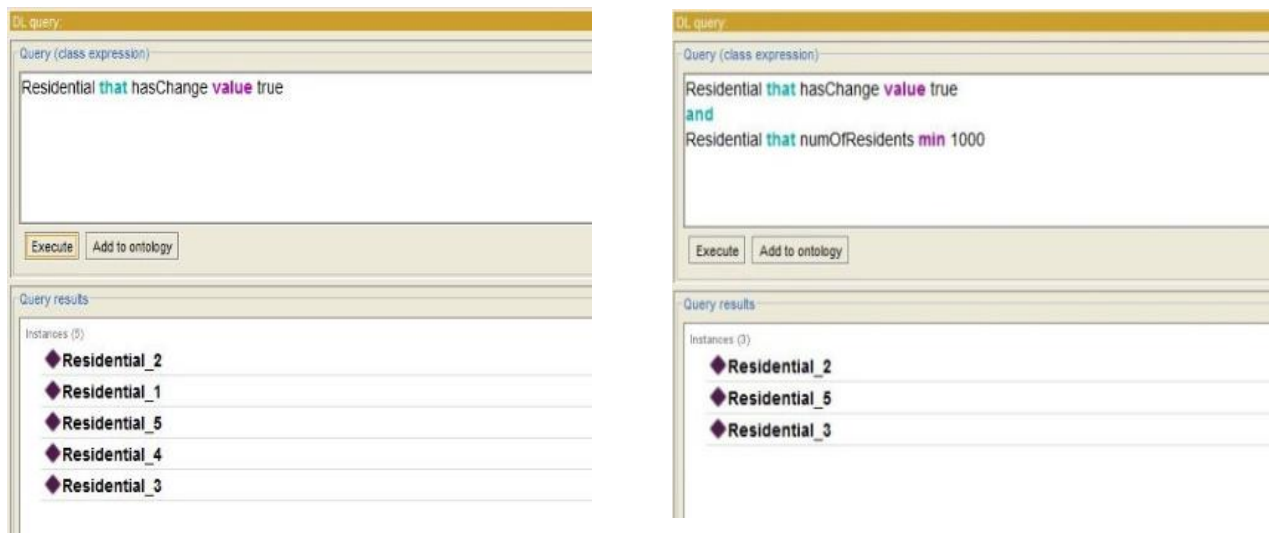 DL query:
Query (class expression)
Residential that hasChange value true
Execute
Add to ontology
Query results
Instances (5)
Residential_2
Residential_1
Residential_5
Residential_4
Residential_3
DL query:
Query (class expression)
Residential that hasChange value true
and
Residential that numOfResidents min 1000
Execute
Add to ontology
Query results
Instances (3)
Residential_2
Residential_5
Residential_3